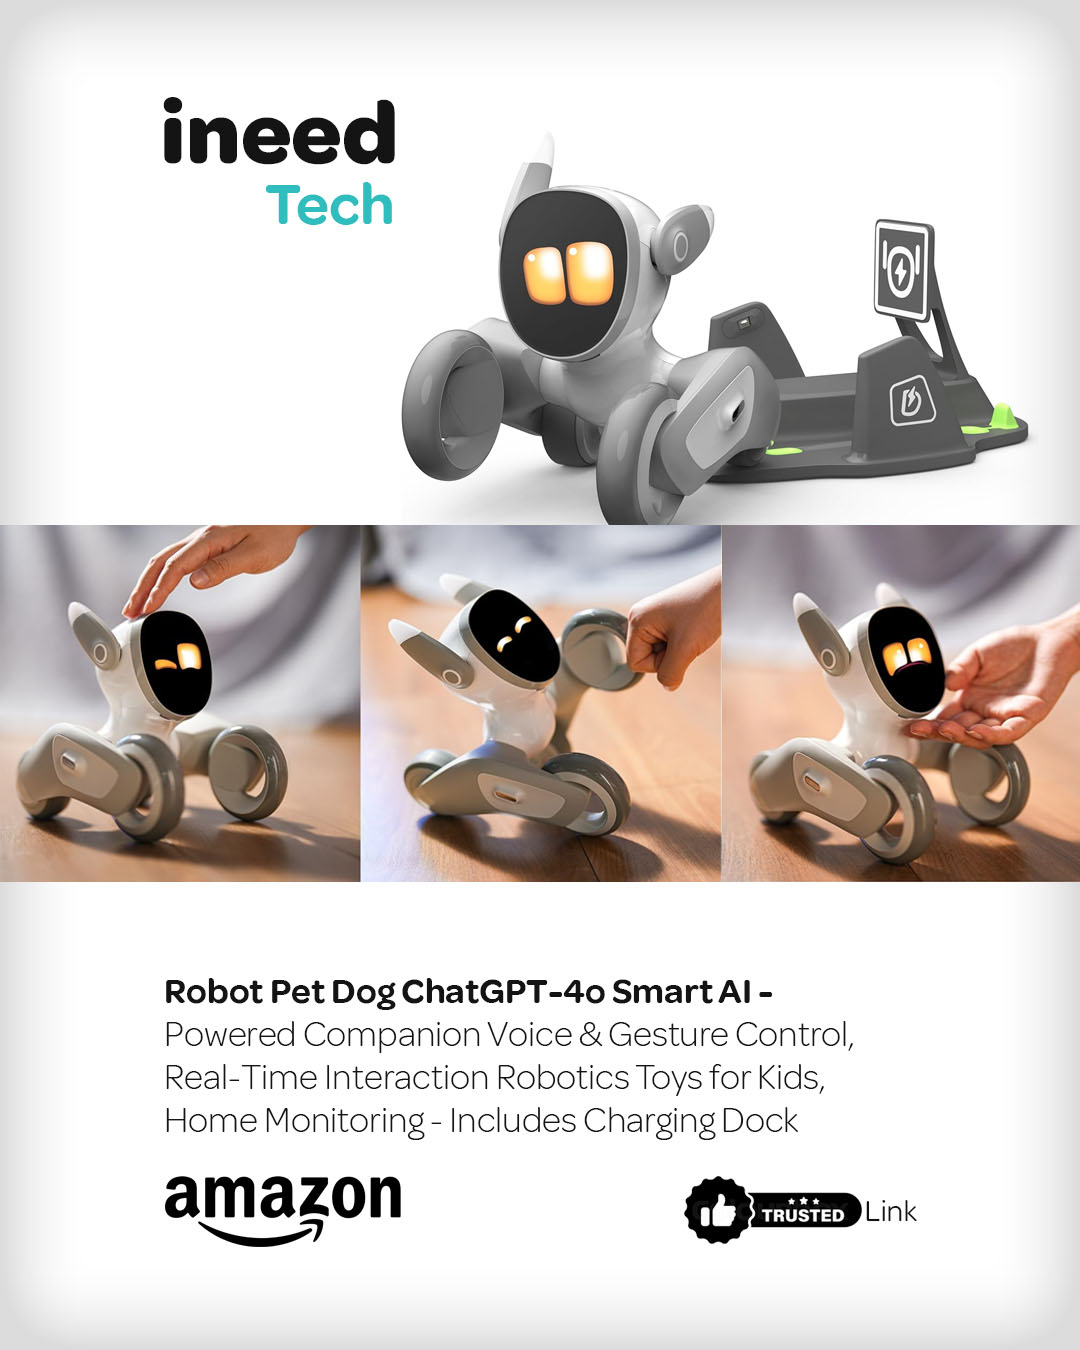 ineed
Tech
Robot Pet Dog ChatGPT-4o Smart AI -
Powered Companion Voice & Gesture Control,
Real-Time Interaction Robotics Toys for Kids,
Home Monitoring - Includes Charging Dock
amazon
TRUSTED Link